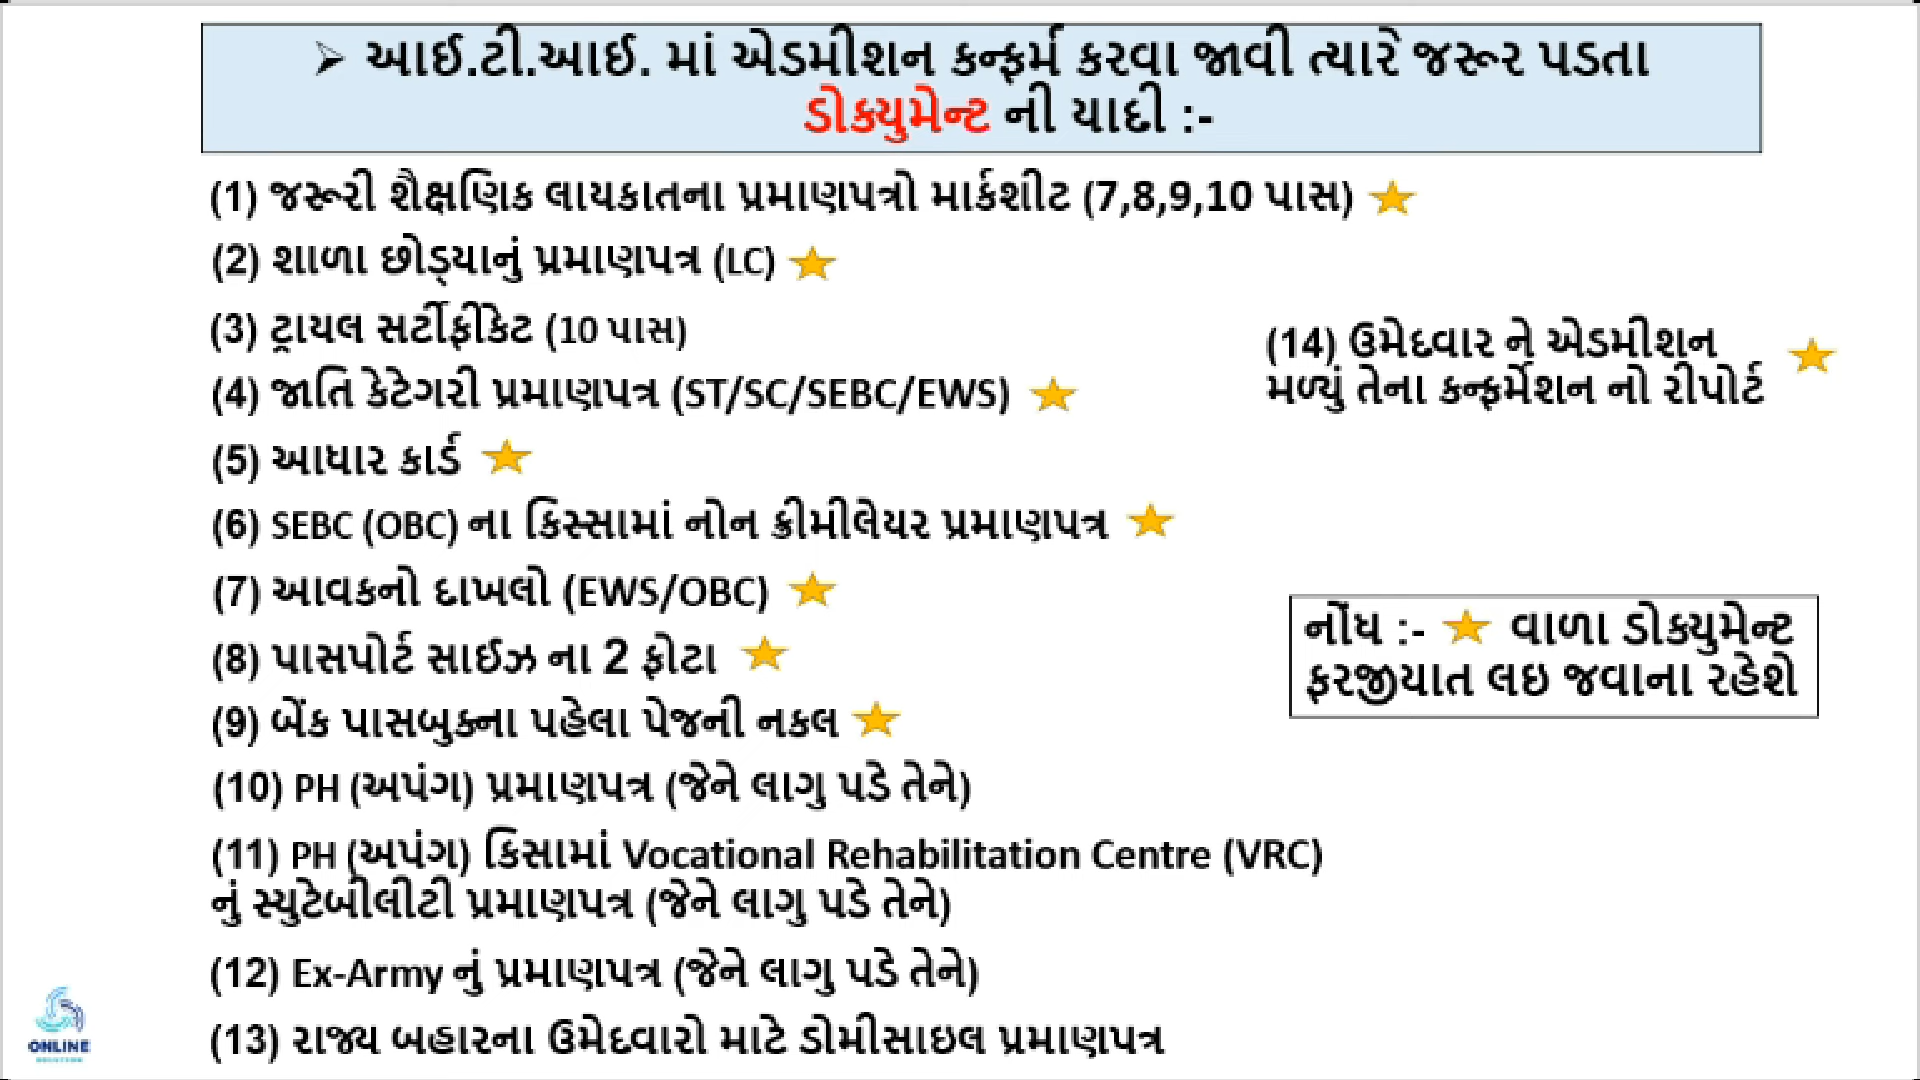 ➢ આઈ.ટી.આઈ. માં એડમીશન કન્ફર્મ કરવા જાવી ત્યારે જરૂર પડતા
ડોક્યુમેન્ટ ની યાદી :-
(1) જરૂરી શૈક્ષણિક લાયકાતના પ્રમાણપત્રો માર્કશીટ (7,8,9,10 પાસ) ★
(2) શાળા છોડ્યાનું પ્રમાણપત્ર (LC) ★
(3) ટ્રાયલ સર્ટીફીકેટ (10 પાસ)
(4) જાતિ કેટેગરી પ્રમાણપત્ર (ST/SC/SEBC/EWS) ★
(5) આધાર કાર્ડ ★
(6) SEBC (OBC) ના કિસ્સામાં નોન ક્રીમીલેયર પ્રમાણપત્ર ★
(7) આવકનો દાખલો (EWS/OBC) ★
(8) પાસપોર્ટ સાઈઝ ના 2 ફોટા ★
(9) બેંક પાસબુકના પહેલા પેજની નકલ ★
(10) PH (અપંગ) પ્રમાણપત્ર (જેને લાગુ પડે તેને)
(11) PH (અપંગ) કિસામાં Vocational Rehabilitation Centre (VRC)
નું સ્યુટેબીલીટી પ્રમાણપત્ર (જેને લાગુ પડે તેને)
(12) Ex-Army નું પ્રમાણપત્ર (જેને લાગુ પડે તેને)
(13) રાજ્ય બહારના ઉમેદવારો માટે ડોમીસાઇલ પ્રમાણપત્ર
(14) ઉમેદવાર ને એડમીશન ★
મળ્યું તેના કન્ફર્મેશન નો રીપોર્ટ
નોંધ :- ★ વાળા ડોક્યુમેન્ટ
ફરજીયાત લઇ જવાના રહેશે
ONLINE